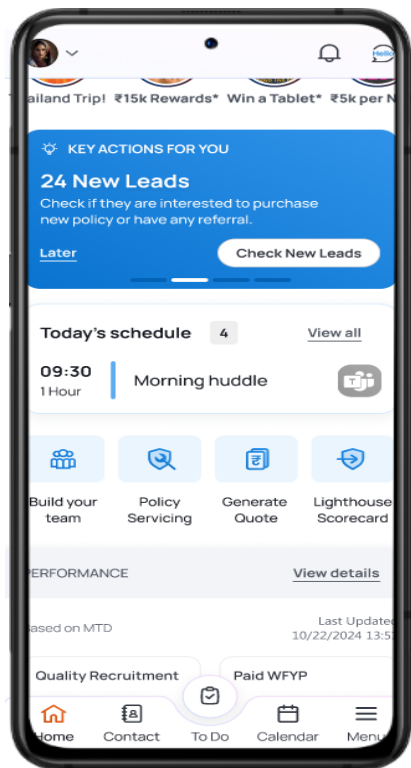 Hello
ailand Trip! ₹15k Rewards* Win a Tablet* ₹5k per N
KEY ACTIONS FOR YOU
24 New Leads
Check if they are interested to purchase
new policy or have any referral.
Later Check New Leads
Today's schedule 4 View all
09:30
1 Hour
Morning huddle
Build your
team
Policy
Servicing
Generate
Quote
Lighthouse
Scorecard
PERFORMANCE View details
Based on MTD
Last Update
10/22/2024 13:5
Quality Recruitment Paid WFYP
Home Contact To Do Calendar Menu